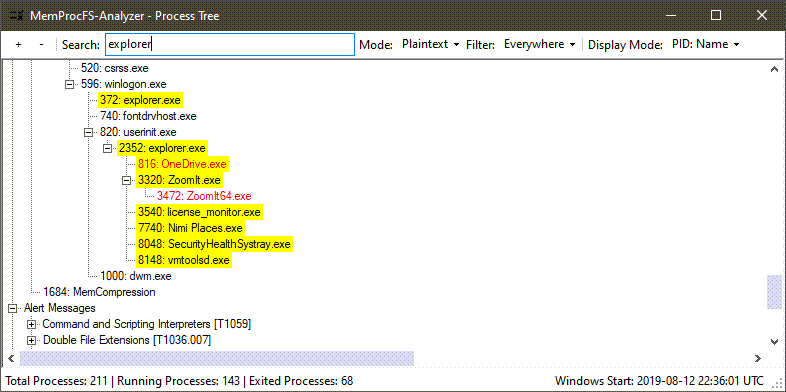 MemProcFS-Analyzer - Process Tree
+ - Search: explorer Mode: Plaintext Filter: Everywhere Display Mode: PID: Name
520: csrss.exe
596: winlogon.exe
372: explorer.exe
740: fontdrvhost.exe
820: userinit.exe
2352: explorer.exe
816: OneDrive.exe
3320: ZoomIt.exe
3472: ZoomIt64.exe
3540: license_monitor.exe
7740: Nimi Places.exe
8048: SecurityHealthSystray.exe
8148: vmtoolsd.exe
1000: dwm.exe
1684: MemCompression
Alert Messages
Command and Scripting Interpreters [T1059]
Double File Extensions [T1036.007]
Total Processes: 211 | Running Processes: 143 | Exited Processes: 68 Windows Start: 2019-08-12 22:36:01 UTC